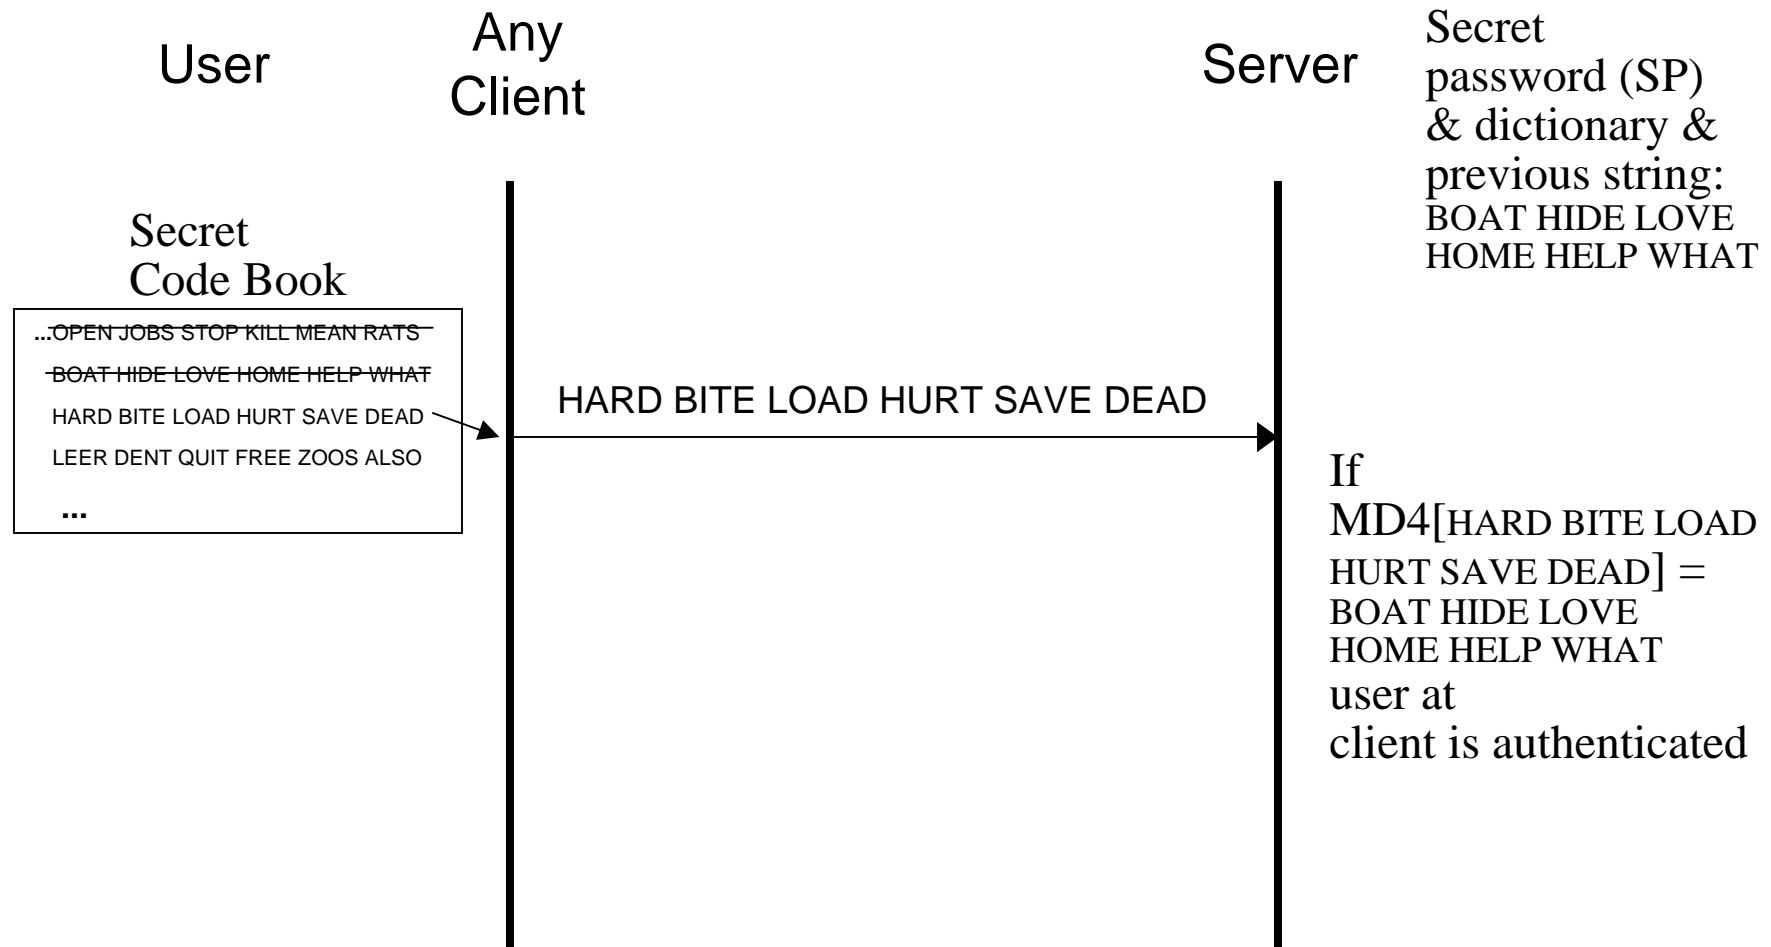 User
Any
Client
Server
Secret
password (SP)
& dictionary &
previous string:
BOAT HIDE LOVE
HOME HELP WHAT
Secret
Code Book
...OPEN JOBS STOP KILL MEAN RATS
BOAT HIDE LOVE HOME HELP WHAT
HARD BITE LOAD HURT SAVE DEAD
LEER DENT QUIT FREE ZOOS ALSO
...
HARD BITE LOAD HURT SAVE DEAD
If
MD4[HARD BITE LOAD
HURT SAVE DEAD] =
BOAT HIDE LOVE
HOME HELP WHAT
user at
client is authenticated